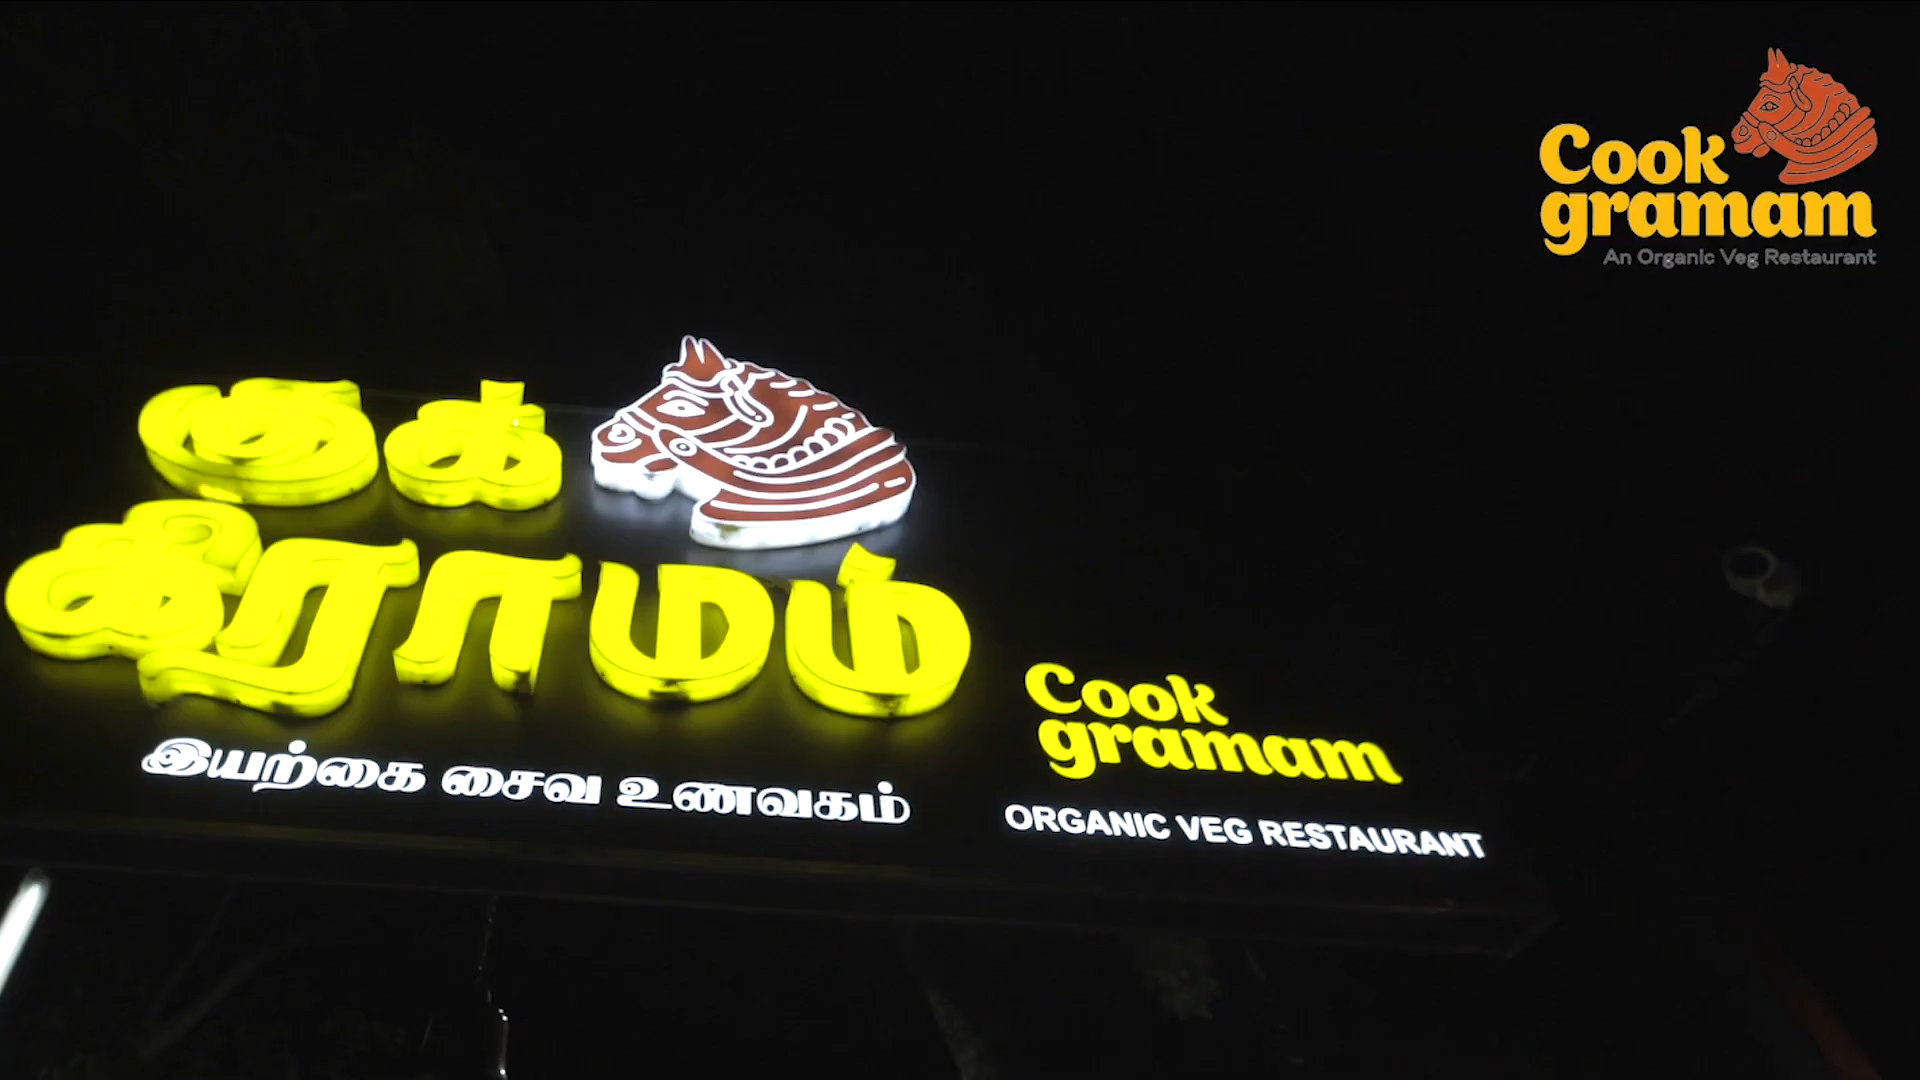 Cook
gramam
An Organic Veg Restaurant
குக்
கிராமம்
இயற்கை சைவ உணவகம்
Cook
gramam
ORGANIC VEG RESTAURANT